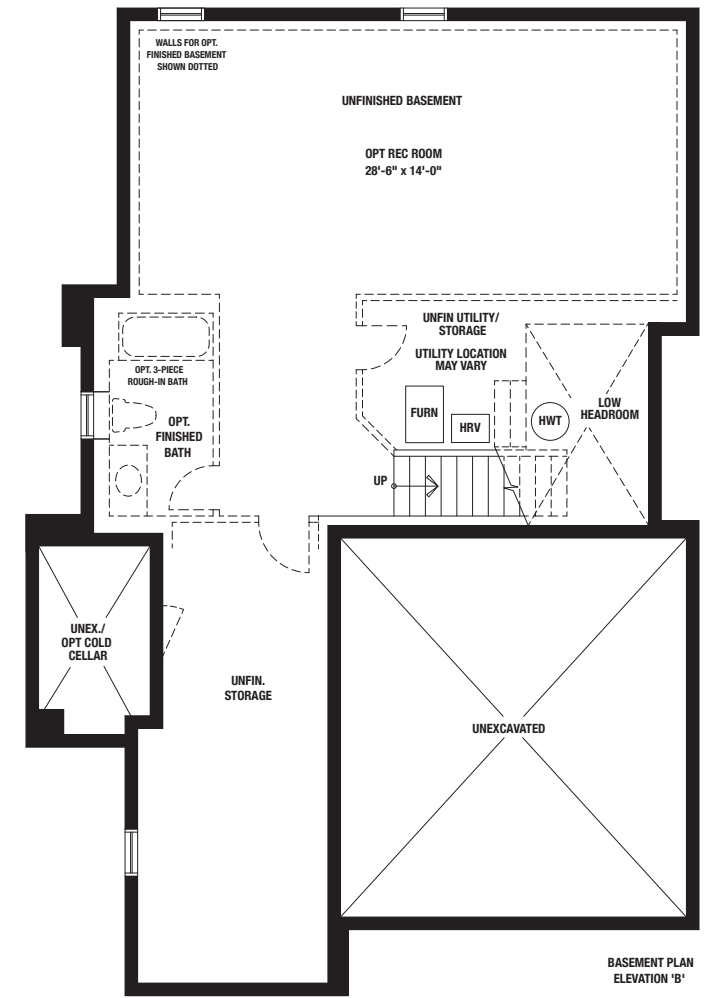 WALLS FOR OPT.
FINISHED BASEMENT
SHOWN DOTTED
UNFINISHED BASEMENT
OPT REC ROOM
28'-6" x 14'-0"
UNFIN UTILITY/
STORAGE
UTILITY LOCATION
MAY VARY
OPT. 3-PIECE
ROUGH-IN BATH
OPT.
FINISHED
BATH
FURN
HRV
HWT
LOW
HEADROOM
UP
UNEX./
OPT COLD
CELLAR
UNFIN.
STORAGE
UNEXCAVATED
BASEMENT PLAN
ELEVATION 'B'